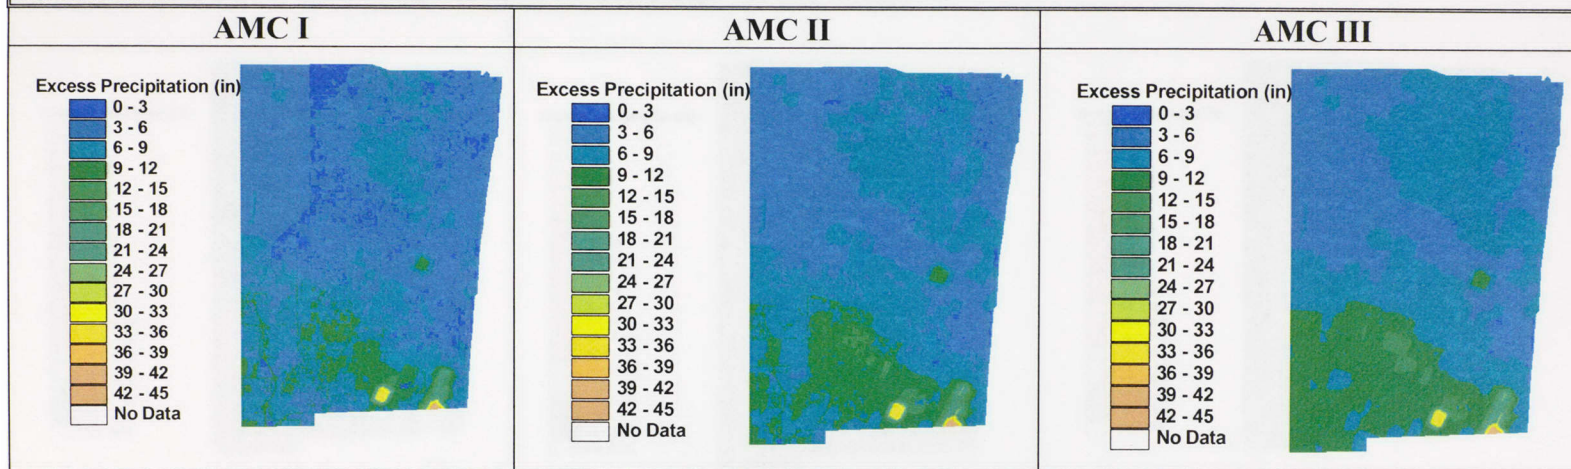 AMC I
Excess Precipitation (in)
0 - 3
3 - 6
6 - 9
9 - 12
12 - 15
15 - 18
18 - 21
21 - 24
24 - 27
27 - 30
30 - 33
33 - 36
36 - 39
39 - 42
42 - 45
No Data
AMC II
Excess Precipitation (in)
0 - 3
3 - 6
6 - 9
9 - 12
12 - 15
15 - 18
18 - 21
21 - 24
24 - 27
27 - 30
30 - 33
33 - 36
36 - 39
39 - 42
42 - 45
No Data
AMC III
Excess Precipitation (in)
0 - 3
3 - 6
6 - 9
9 - 12
12 - 15
15 - 18
18 - 21
21 - 24
24 - 27
27 - 30
30 - 33
33 - 36
36 - 39
39 - 42
42 - 45
No Data